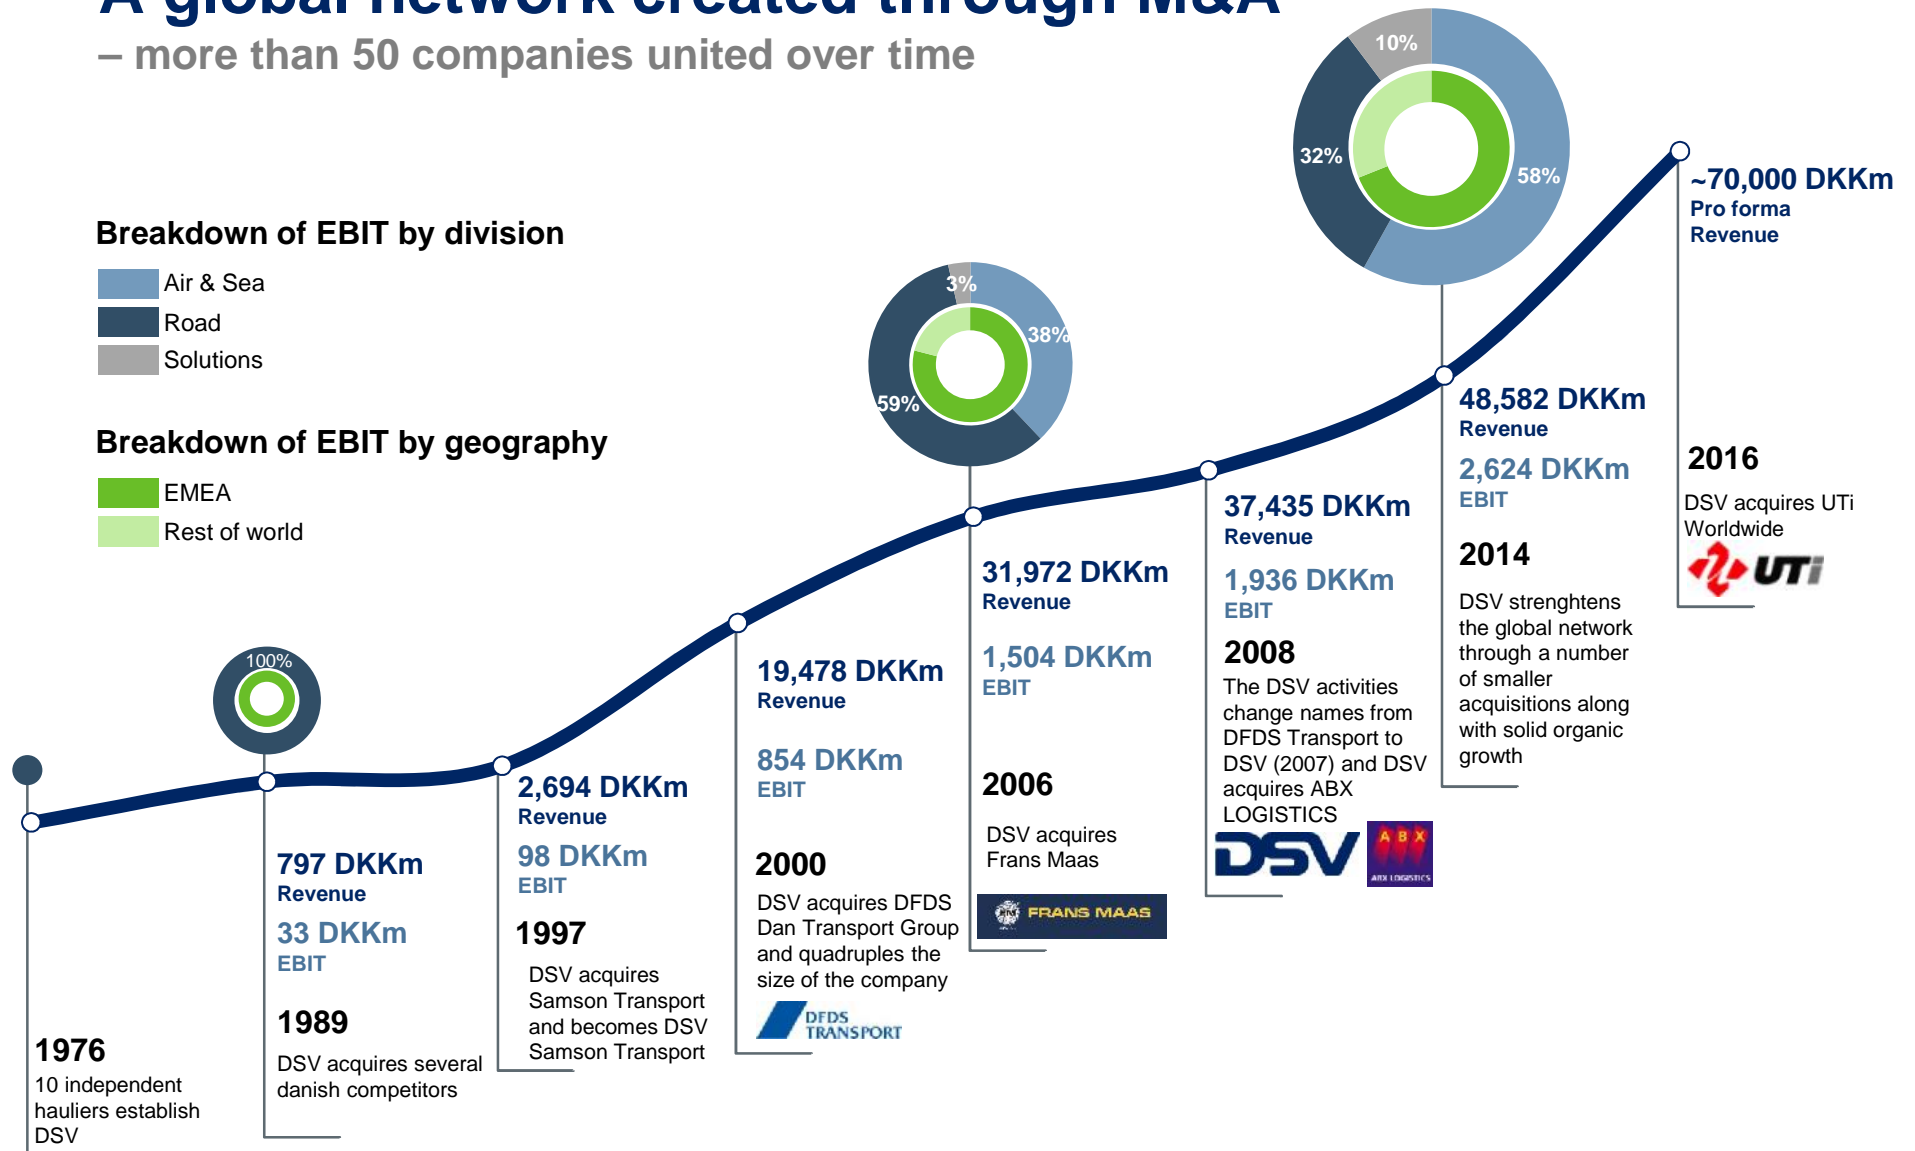 A global network created through M&A
– more than 50 companies united over time
Breakdown of EBIT by division
Air & Sea
Road
Solutions
Breakdown of EBIT by geography
EMEA
Rest of world
100%
3%
38%
59%
10%
32%
58%
1976
10 independent
hauliers establish
DSV
797 DKKm
Revenue
33 DKKm
EBIT
1989
DSV acquires several
danish competitors
2,694 DKKm
Revenue
98 DKKm
EBIT
1997
DSV acquires
Samson Transport
and becomes DSV
Samson Transport
19,478 DKKm
Revenue
854 DKKm
EBIT
2000
DSV acquires DFDS
Dan Transport Group
and quadruples the
size of the company
DFDS
TRANSPORT
31,972 DKKm
Revenue
1,504 DKKm
EBIT
2006
DSV acquires
Frans Maas
FRANS MAAS
37,435 DKKm
Revenue
1,936 DKKm
EBIT
2008
The DSV activities
change names from
DFDS Transport to
DSV (2007) and DSV
acquires ABX
LOGISTICS
DSV
ABX
ABX LOGISTICS
48,582 DKKm
Revenue
2,624 DKKm
EBIT
2014
DSV strenghtens
the global network
through a number
of smaller
acquisitions along
with solid organic
growth
~70,000 DKKm
Pro forma
Revenue
2016
DSV acquires UTi
Worldwide
UTi